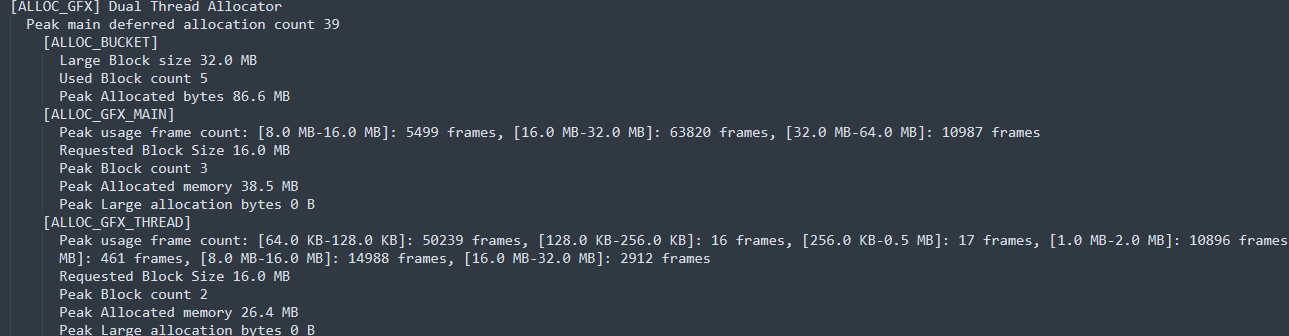 [ALLOC_GFX] Dual Thread Allocator
Peak main deferred allocation count 39
[ALLOC_BUCKET]
Large Block size 32.0 MB
Used Block count 5
Peak Allocated bytes 86.6 MB
[ALLOC_GFX_MAIN]
Peak usage frame count: [8.0 MB-16.0 MB]: 5499 frames, [16.0 MB-32.0 MB]: 63820 frames, [32.0 MB-64.0 MB]: 10987 frames
Requested Block Size 16.0 MB
Peak Block count 3
Peak Allocated memory 38.5 MB
Peak Large allocation bytes 0 B
[ALLOC_GFX_THREAD]
Peak usage frame count: [64.0 KB-128.0 KB]: 50239 frames, [128.0 KB-256.0 KB]: 16 frames, [256.0 KB-0.5 MB]: 17 frames, [1.0 MB-2.0 MB]: 10896 frames
MB]: 461 frames, [8.0 MB-16.0 MB]: 14988 frames, [16.0 MB-32.0 MB]: 2912 frames
Requested Block Size 16.0 MB
Peak Block count 2
Peak Allocated memory 26.4 MB
Peak Large allocation bytes 0 B